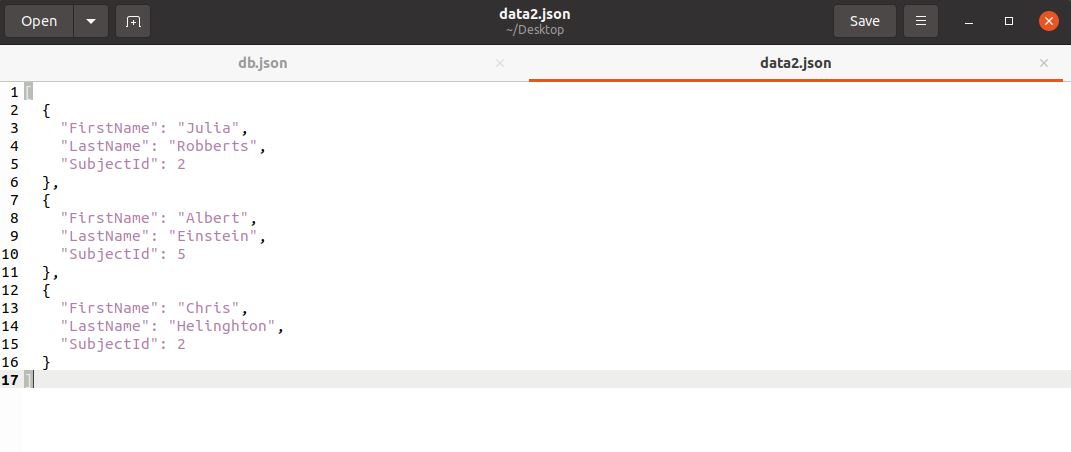 Open
data2.json
~/Desktop
Save
db.json
data2.json
1 [
2   {
3     "FirstName": "Julia",
4     "LastName": "Robberts",
5     "SubjectId": 2
6   },
7   {
8     "FirstName": "Albert",
9     "LastName": "Einstein",
10     "SubjectId": 5
11   },
12   {
13     "FirstName": "Chris",
14     "LastName": "Helinghton",
15     "SubjectId": 2
16   }
17 ]